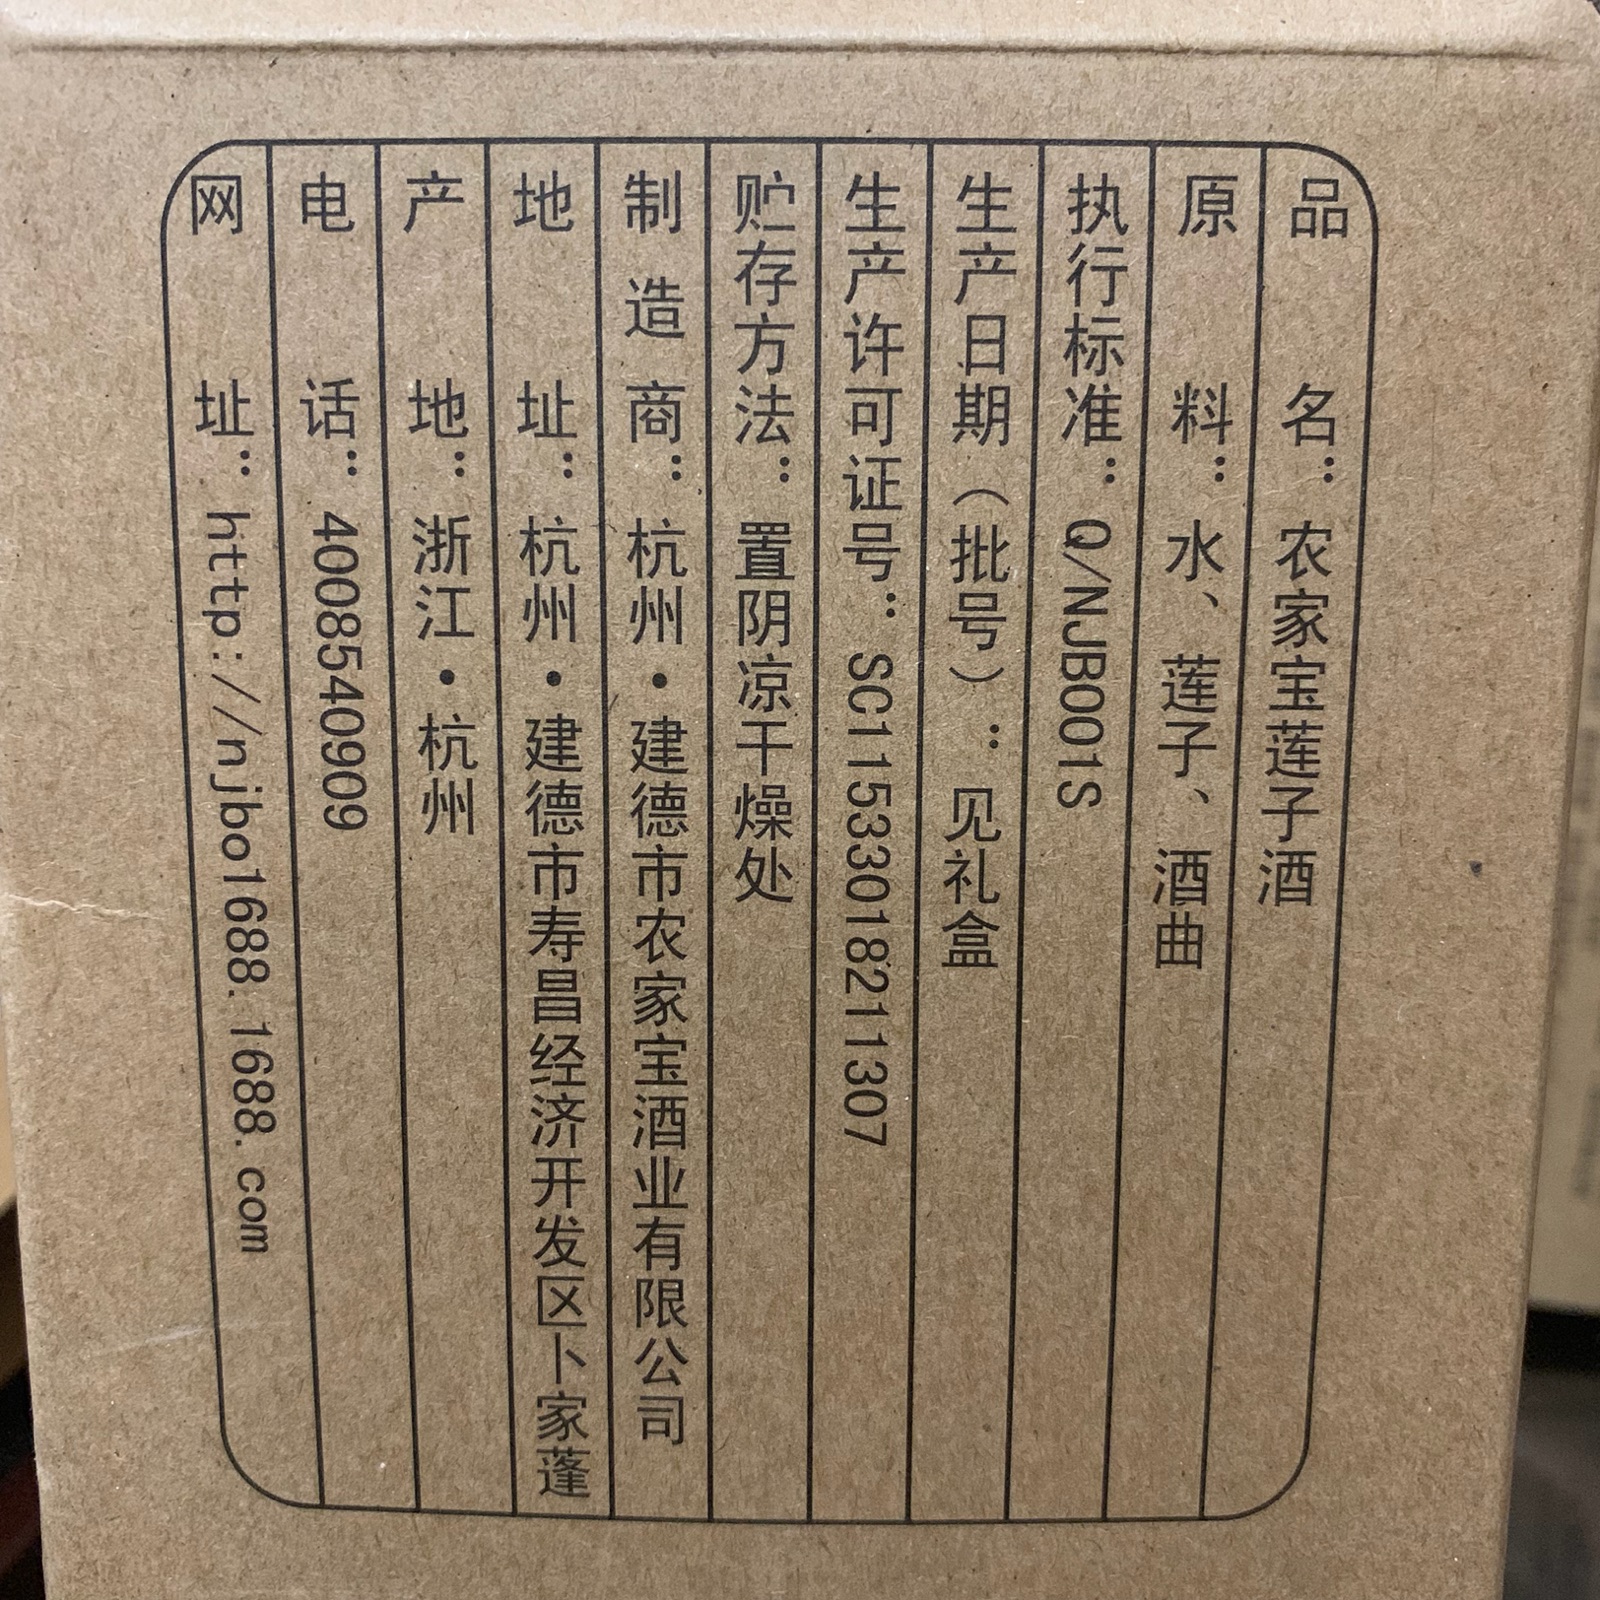 品名：农家宝莲子酒
原料：水、莲子、酒曲
执行标准：Q/NJB001S
生产日期（批号）：见礼盒
生产许可证号：SC11533018211307
贮存方法：置阴凉干燥处
制造商：杭州·建德市农家宝酒业有限公司
地址：杭州·建德市寿昌经济开发区卜家蓬
产地：浙江·杭州
电话：4008540909
网址：http://njbo1688.1688.com